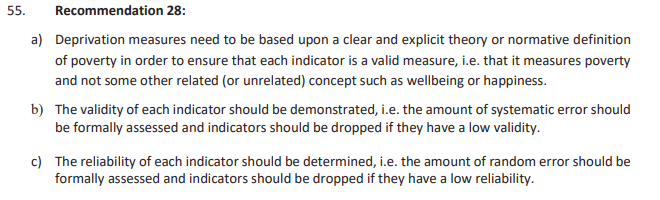 55. Recommendation 28:
a) Deprivation measures need to be based upon a clear and explicit theory or normative definition
of poverty in order to ensure that each indicator is a valid measure, i.e. that it measures poverty
and not some other related (or unrelated) concept such as wellbeing or happiness.
b) The validity of each indicator should be demonstrated, i.e. the amount of systematic error should
be formally assessed and indicators should be dropped if they have a low validity.
c) The reliability of each indicator should be determined, i.e. the amount of random error should be
formally assessed and indicators should be dropped if they have a low reliability.